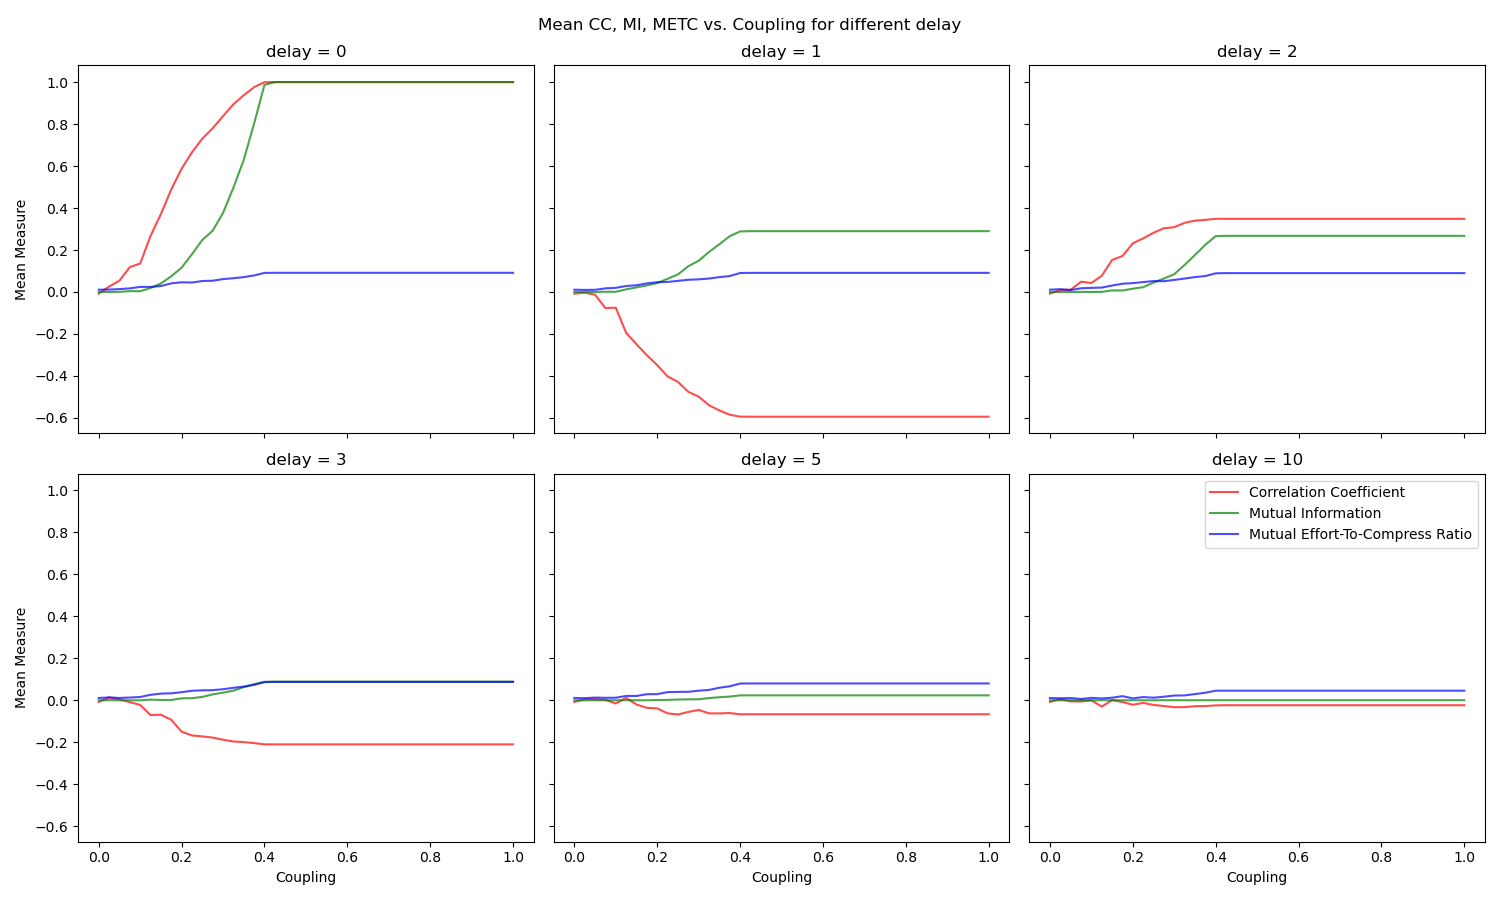 Mean CC, MI, METC vs. Coupling for different delay
delay = 0
delay = 1
delay = 2
1.0
0.8
0.6
0.4
0.2
0.0
−0.2
−0.4
−0.6
Mean Measure
delay = 3
delay = 5
delay = 10
Correlation Coefficient
Mutual Information
Mutual Effort-To-Compress Ratio
1.0
0.8
0.6
0.4
0.2
0.0
−0.2
−0.4
−0.6
Mean Measure
0.0 0.2 0.4 0.6 0.8 1.0
0.0 0.2 0.4 0.6 0.8 1.0
0.0 0.2 0.4 0.6 0.8 1.0
Coupling
Coupling
Coupling